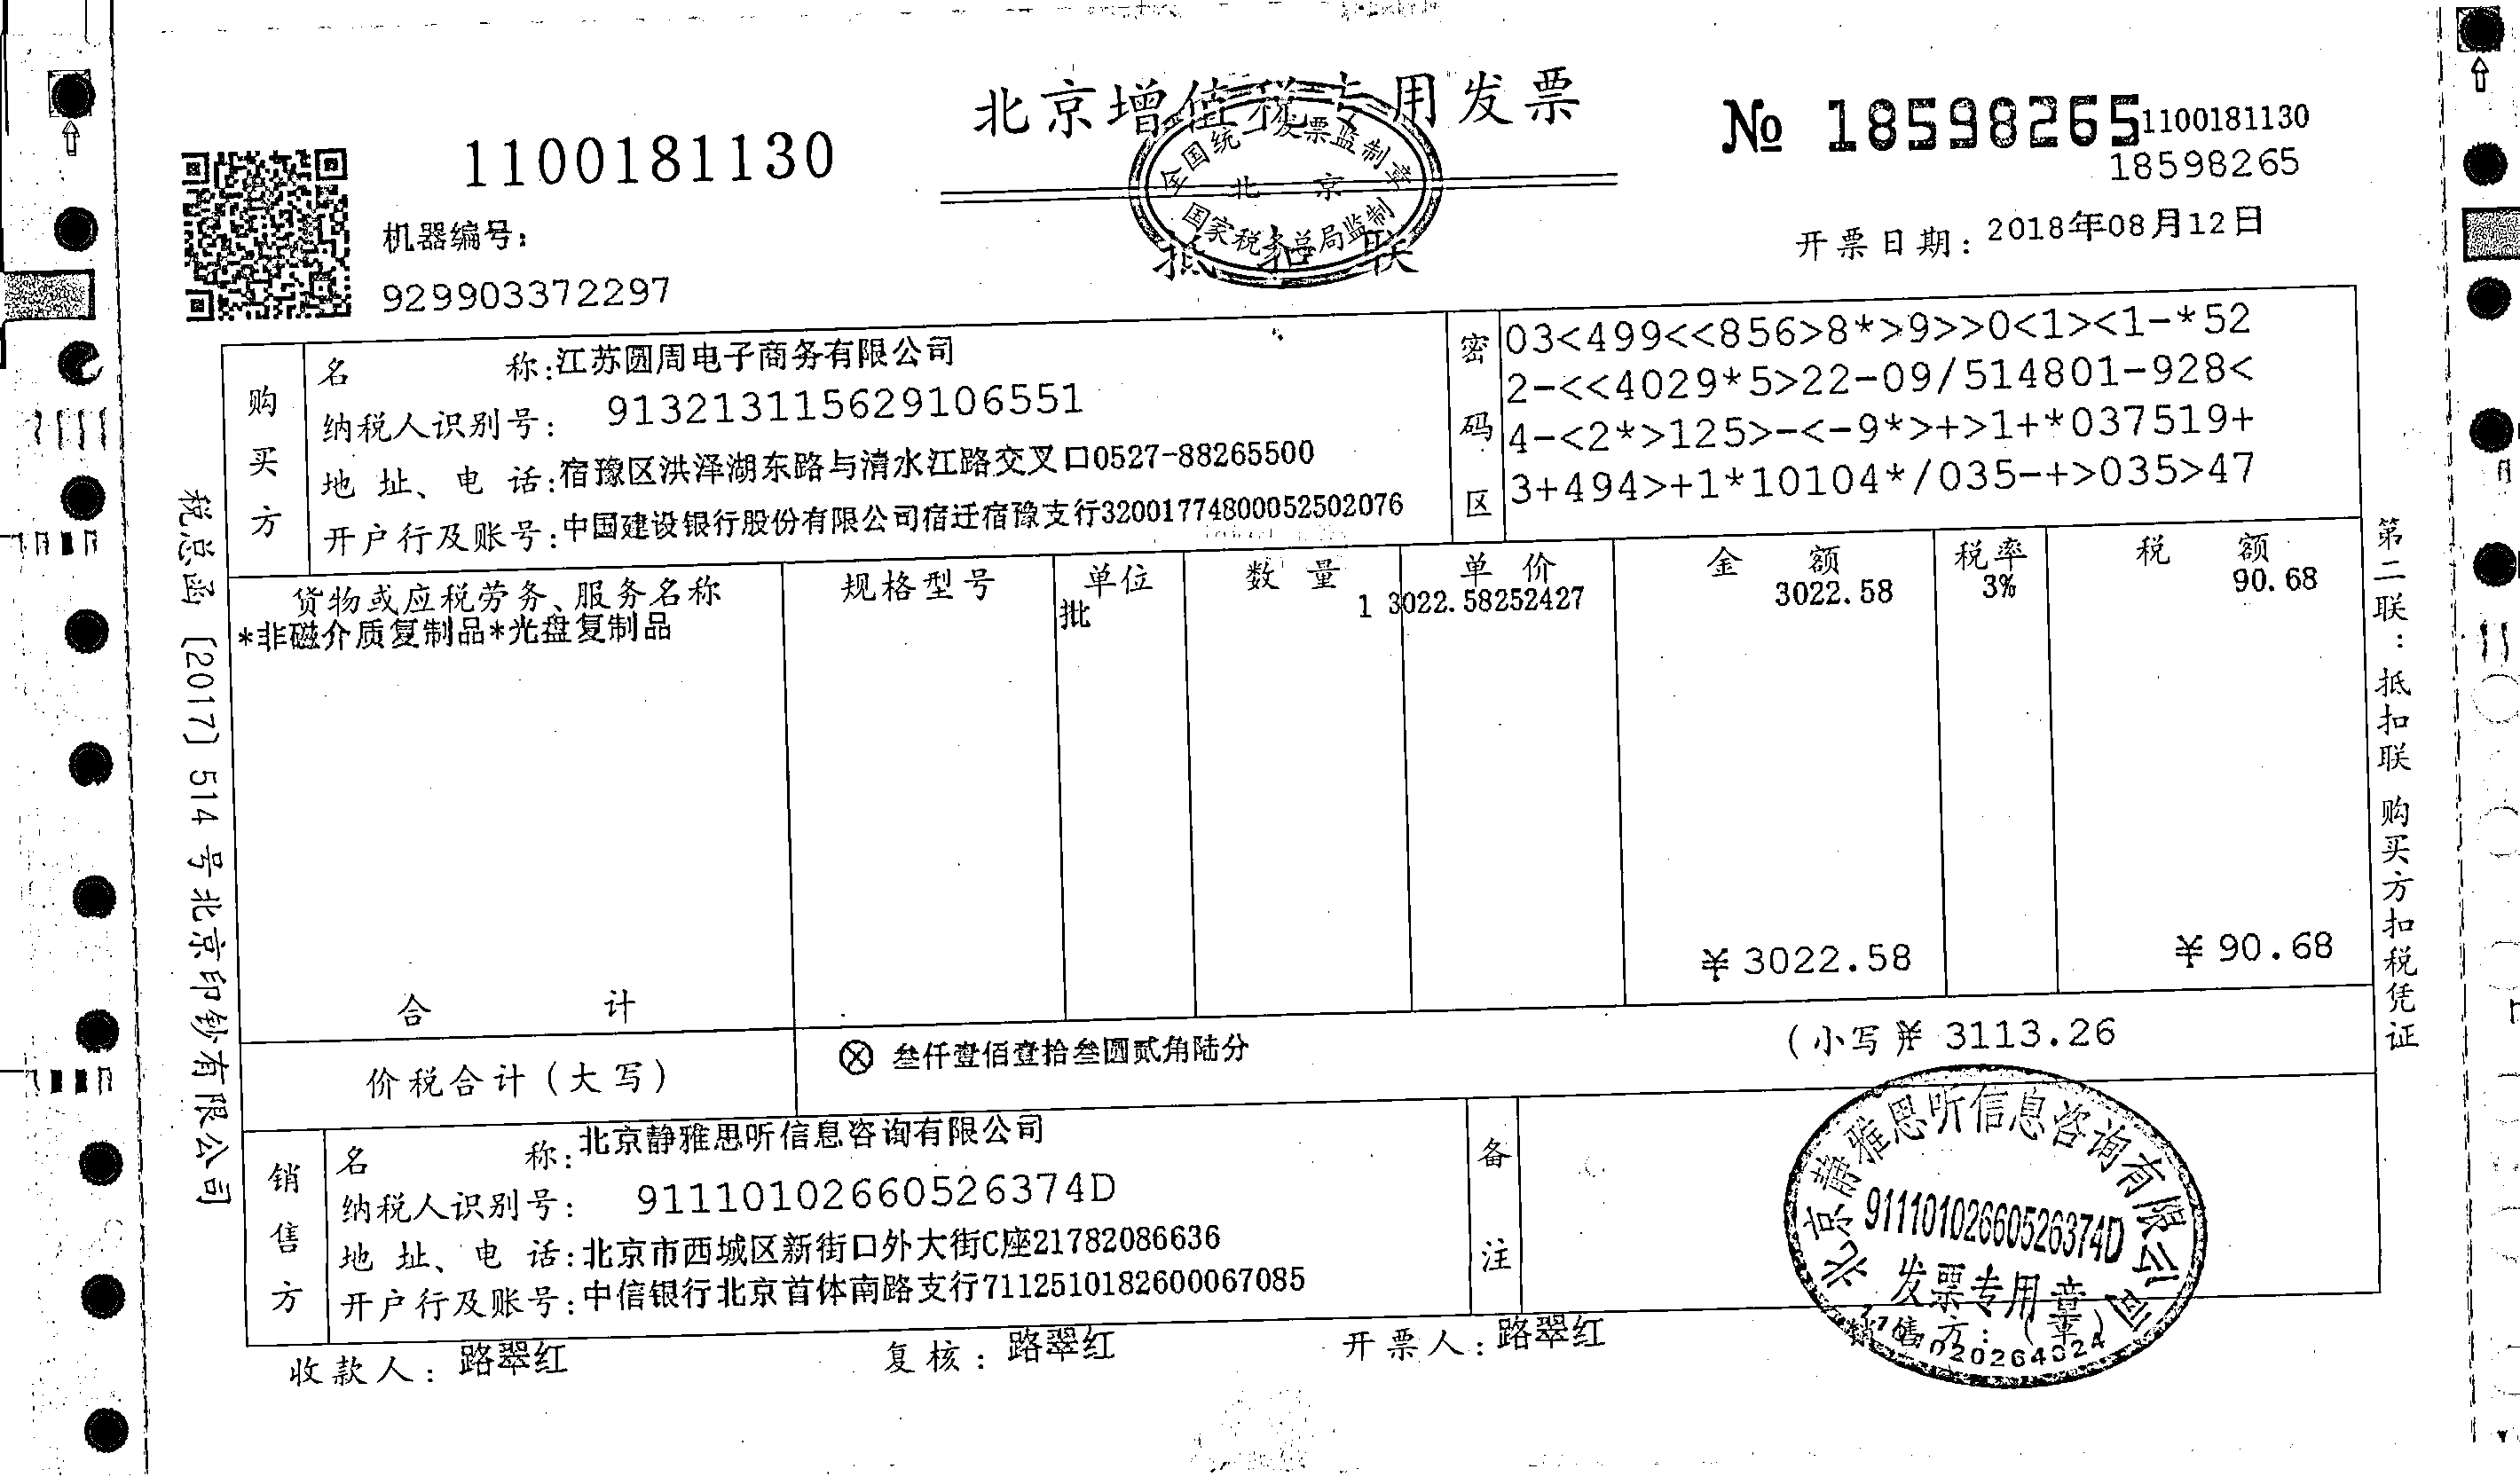 北京增值税专用发票
全国统一发票监制章
北京
国家税务总局监制
抵扣联
1100181130
№ 18598265
1100181130
18598265
机器编号：
929903372297
开票日期：2018年08月12日
购买方
名称：江苏圆周电子商务有限公司
纳税人识别号：913213115629106551
地址、电话：宿豫区洪泽湖东路与清水江路交叉口0527-88265500
开户行及账号：中国建设银行股份有限公司宿迁宿豫支行32001774800052502076
密码区
03<499<<856>8*>9>>0<1><1-*52
2-<<4029*5>22-09/514801-928<
4-<2*>125>-<-9*>+>1+*037519+
3+494>+1*10104*/035-+>035>47
货物或应税劳务、服务名称 规格型号 单位 数量 单价 金额 税率 税额
*非磁介质复制品*光盘复制品 批 1 3022.58252427 3022.58 3% 90.68
合计 ¥3022.58 ¥90.68
价税合计（大写） ⊗叁仟壹佰壹拾叁圆贰角陆分 （小写¥ 3113.26
销售方
名称：北京静雅思听信息咨询有限公司
纳税人识别号：91110102660526374D
地址、电话：北京市西城区新街口外大街C座21782086636
开户行及账号：中信银行北京首体南路支行7112510182600067085
备注
北京静雅思听信息咨询有限公司
91110102660526374D
发票专用章
收款人：路翠红 复核：路翠红 开票人：路翠红 销售方：（章）
税总函〔2017〕514号北京印钞有限公司
第二联：抵扣联 购买方扣税凭证